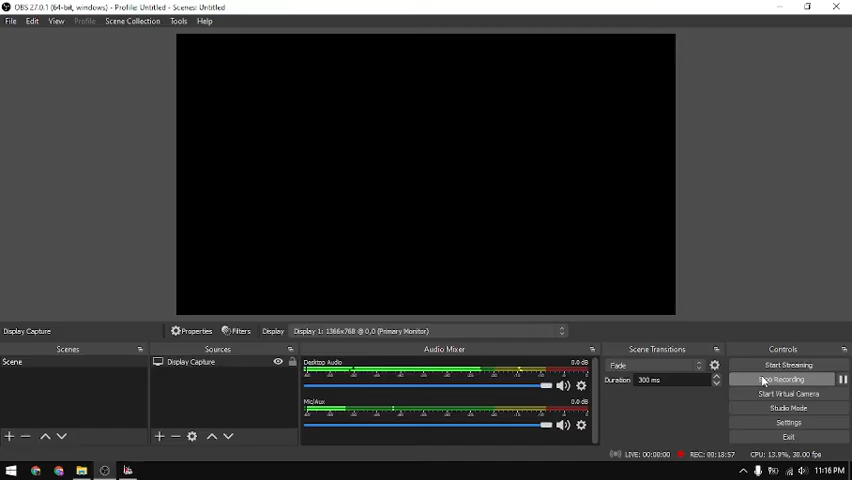 OBS 27.0.1 (64-bit, windows) - Profile: Untitled - Scenes: Untitled
File Edit View Profile Scene Collection Tools Help
Display Capture Properties Filters Display Display 1: 1366x768 @ 0,0 (Primary Monitor)
Scenes Sources Audio Mixer Scene Transitions Controls
Scene
Display Capture
Desktop Audio 0.0 dB
Mic/Aux 0.0 dB
Fade
Duration 300 ms
Start Streaming
Recording
Start Virtual Camera
Studio Mode
Settings
Exit
LIVE: 00:00:00 REC: 00:18:57 CPU: 13.9%, 30.00 fps
11:16 PM